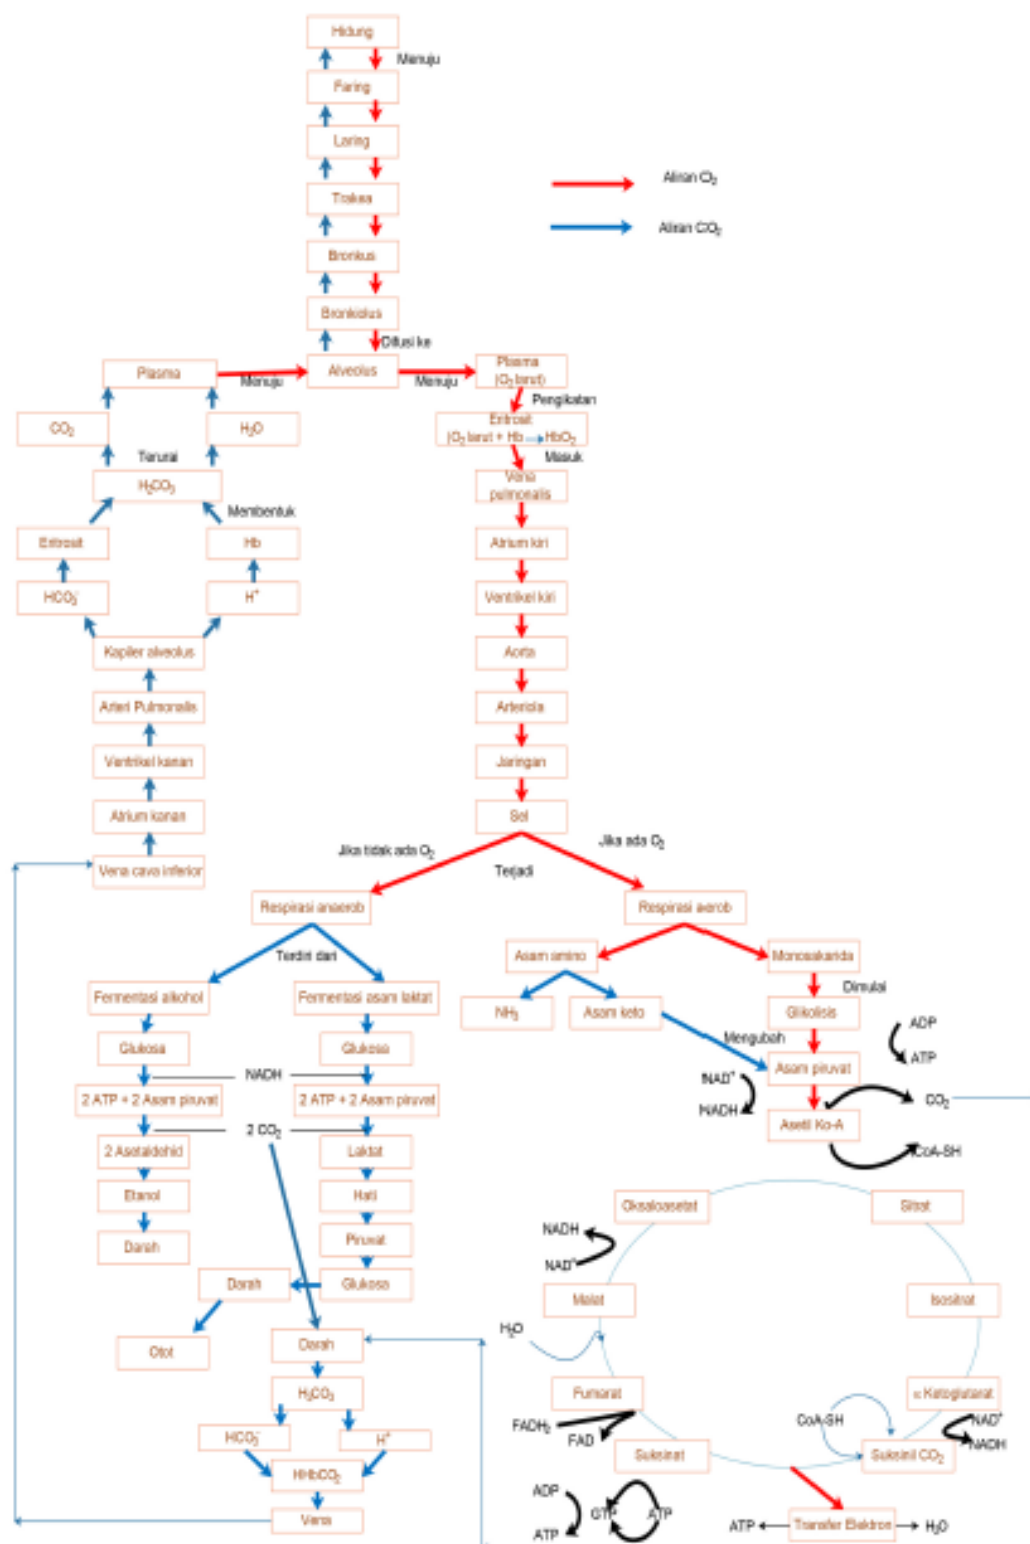 Hidung
Menuju
Faring
Laring
Trakea
Bronkus
Bronkiolus
Difusi ke
Alveolus
Aliran O₂
Aliran CO₂
Plasma
Menuju
Menuju
Plasma
(O₂ larut)
Pengikatan
Eritrosit
(O₂ larut + Hb → HbO₂
Masuk
Vena
pulmonalis
Atrium kiri
Ventrikel kiri
Aorta
Arteriola
Jaringan
Sel
CO₂
H₂O
Terurai
H₂CO₃
Membentuk
Eritrosit
Hb
HCO₃⁻
H⁺
Kapiler alveolus
Arteri Pulmonalis
Ventrikel kanan
Atrium kanan
Vena cava inferior
Jika tidak ada O₂
Jika ada O₂
Terjadi
Respirasi anaerob
Respirasi aerob
Terdiri dari
Fermentasi alkohol
Fermentasi asam laktat
Glukosa
Glukosa
NADH
2 ATP + 2 Asam piruvat
2 ATP + 2 Asam piruvat
2 CO₂
2 Asetaldehid
Laktat
Etanol
Hati
Darah
Piruvat
Darah
Glukosa
Otot
Darah
H₂CO₃
HCO₃⁻
H⁺
HHbCO₂
Vena
Asam amino
Monosakarida
Dimulai
NH₃
Asam keto
Glikolisis
Mengubah
Asam piruvat
ADP
ATP
NAD⁺
NADH
Asetil Ko-A
CO₂
CoA-SH
Oksaloasetat
Sitrat
NADH
NAD⁺
Malat
Isositrat
H₂O
Fumarat
α Ketoglutarat
FADH₂
FAD
CoA-SH
NAD⁺
NADH
Suksinat
Suksinil CO₂
ADP
ATP
GTP
ATP
ATP
Transfer Elektron
H₂O